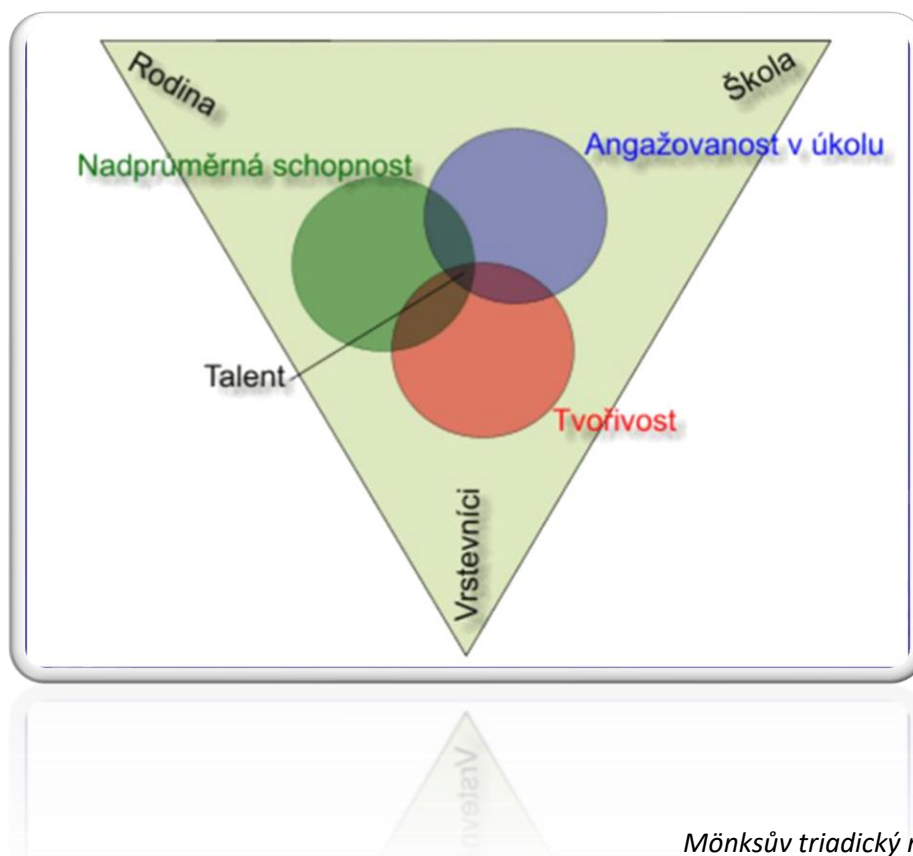 Rodina
Škola
Nadprůměrná schopnost
Angažovanost v úkolu
Talent
Tvořivost
Vrstevníci
Mönksův triadický